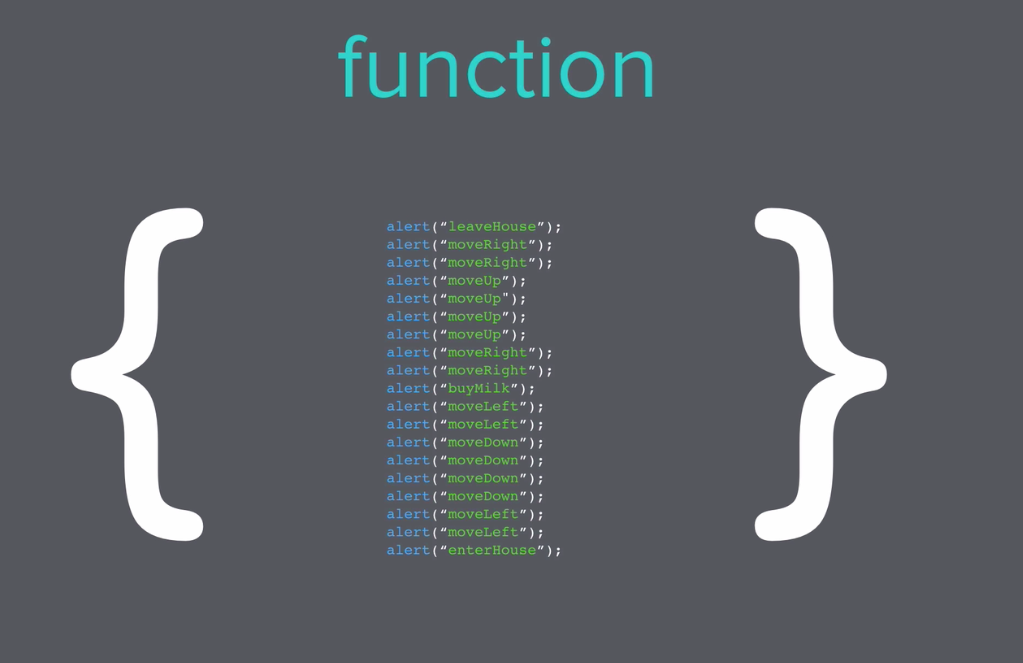 function
{
alert(“leaveHouse”);
alert(“moveRight”);
alert(“moveRight”);
alert(“moveUp”);
alert(“moveUp");
alert(“moveUp”);
alert(“moveUp”);
alert(“moveRight”);
alert(“moveRight”);
alert(“buyMilk”);
alert(“moveLeft”);
alert(“moveLeft”);
alert(“moveDown”);
alert(“moveDown”);
alert(“moveDown”);
alert(“moveDown”);
alert(“moveLeft”);
alert(“moveLeft”);
alert(“enterHouse”);
}